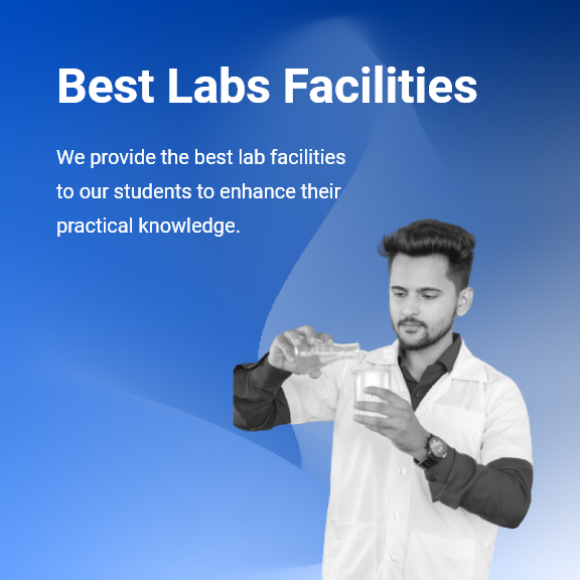 Best Labs Facilities
We provide the best lab facilities
to our students to enhance their
practical knowledge.